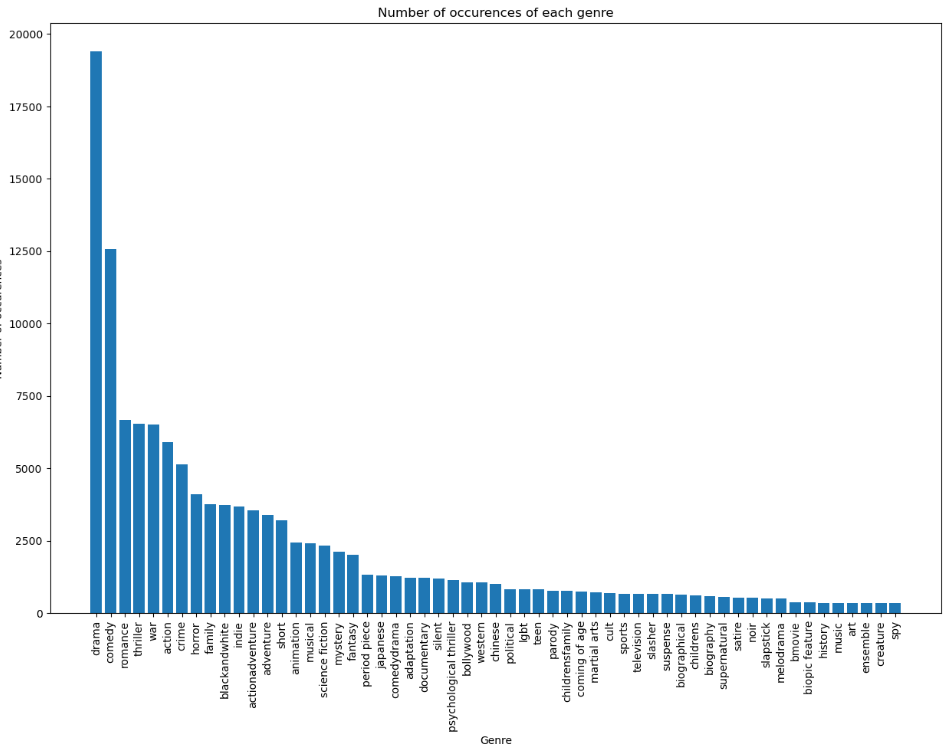 Number of occurences of each genre
20000
17500
15000
12500
10000
7500
5000
2500
0
drama
comedy
romance
thriller
war
action
crime
horror
family
blackandwhite
indie
actionadventure
adventure
short
animation
musical
science fiction
mystery
fantasy
period piece
japanese
comedydrama
adaptation
documentary
silent
psychological thriller
bollywood
western
chinese
political
lgbt
teen
parody
childrensfamily
coming of age
martial arts
cult
sports
television
slasher
suspense
biographical
childrens
biography
supernatural
satire
noir
slapstick
melodrama
bmovie
biopic feature
history
music
art
ensemble
creature
spy
Genre